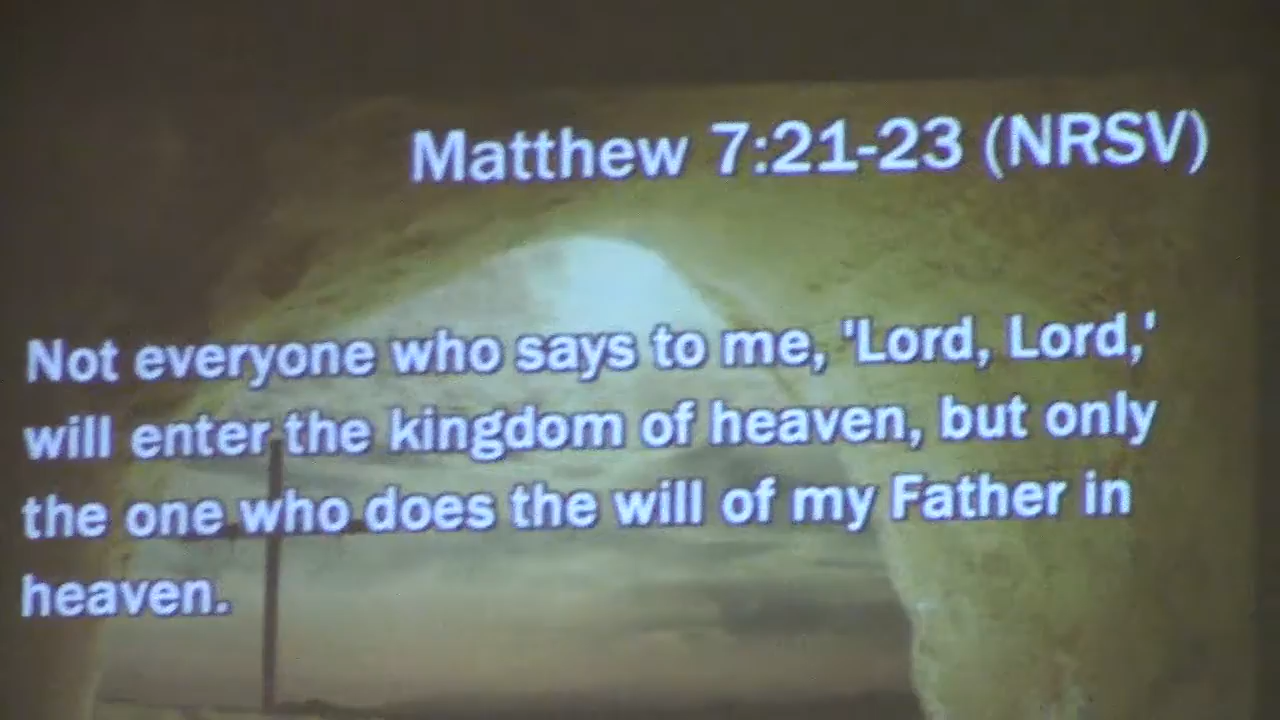 Matthew 7:21-23 (NRSV)
Not everyone who says to me, 'Lord, Lord,'
will enter the kingdom of heaven, but only
the one who does the will of my Father in
heaven.